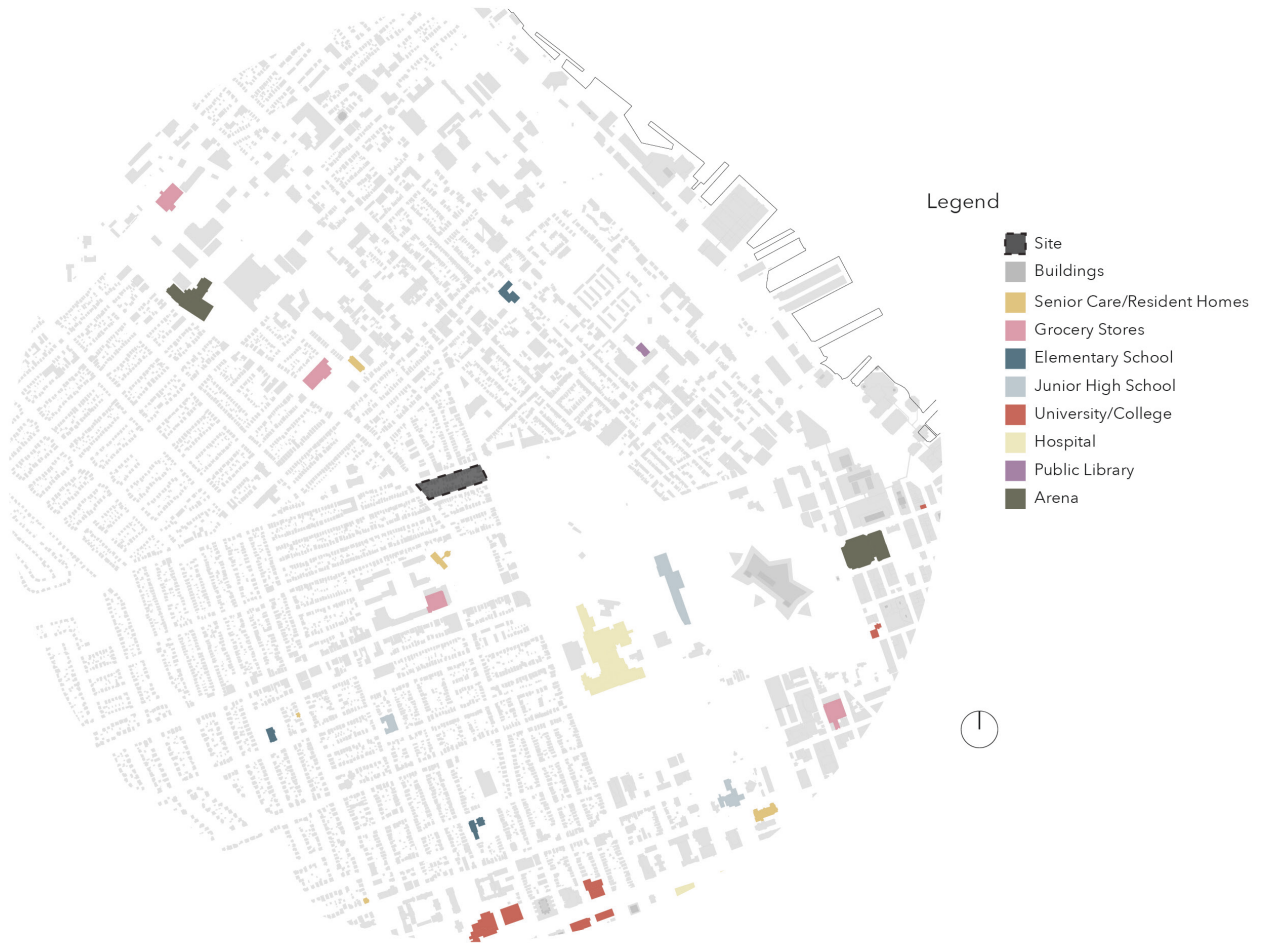 Legend
Site
Buildings
Senior Care/Resident Homes
Grocery Stores
Elementary School
Junior High School
University/College
Hospital
Public Library
Arena